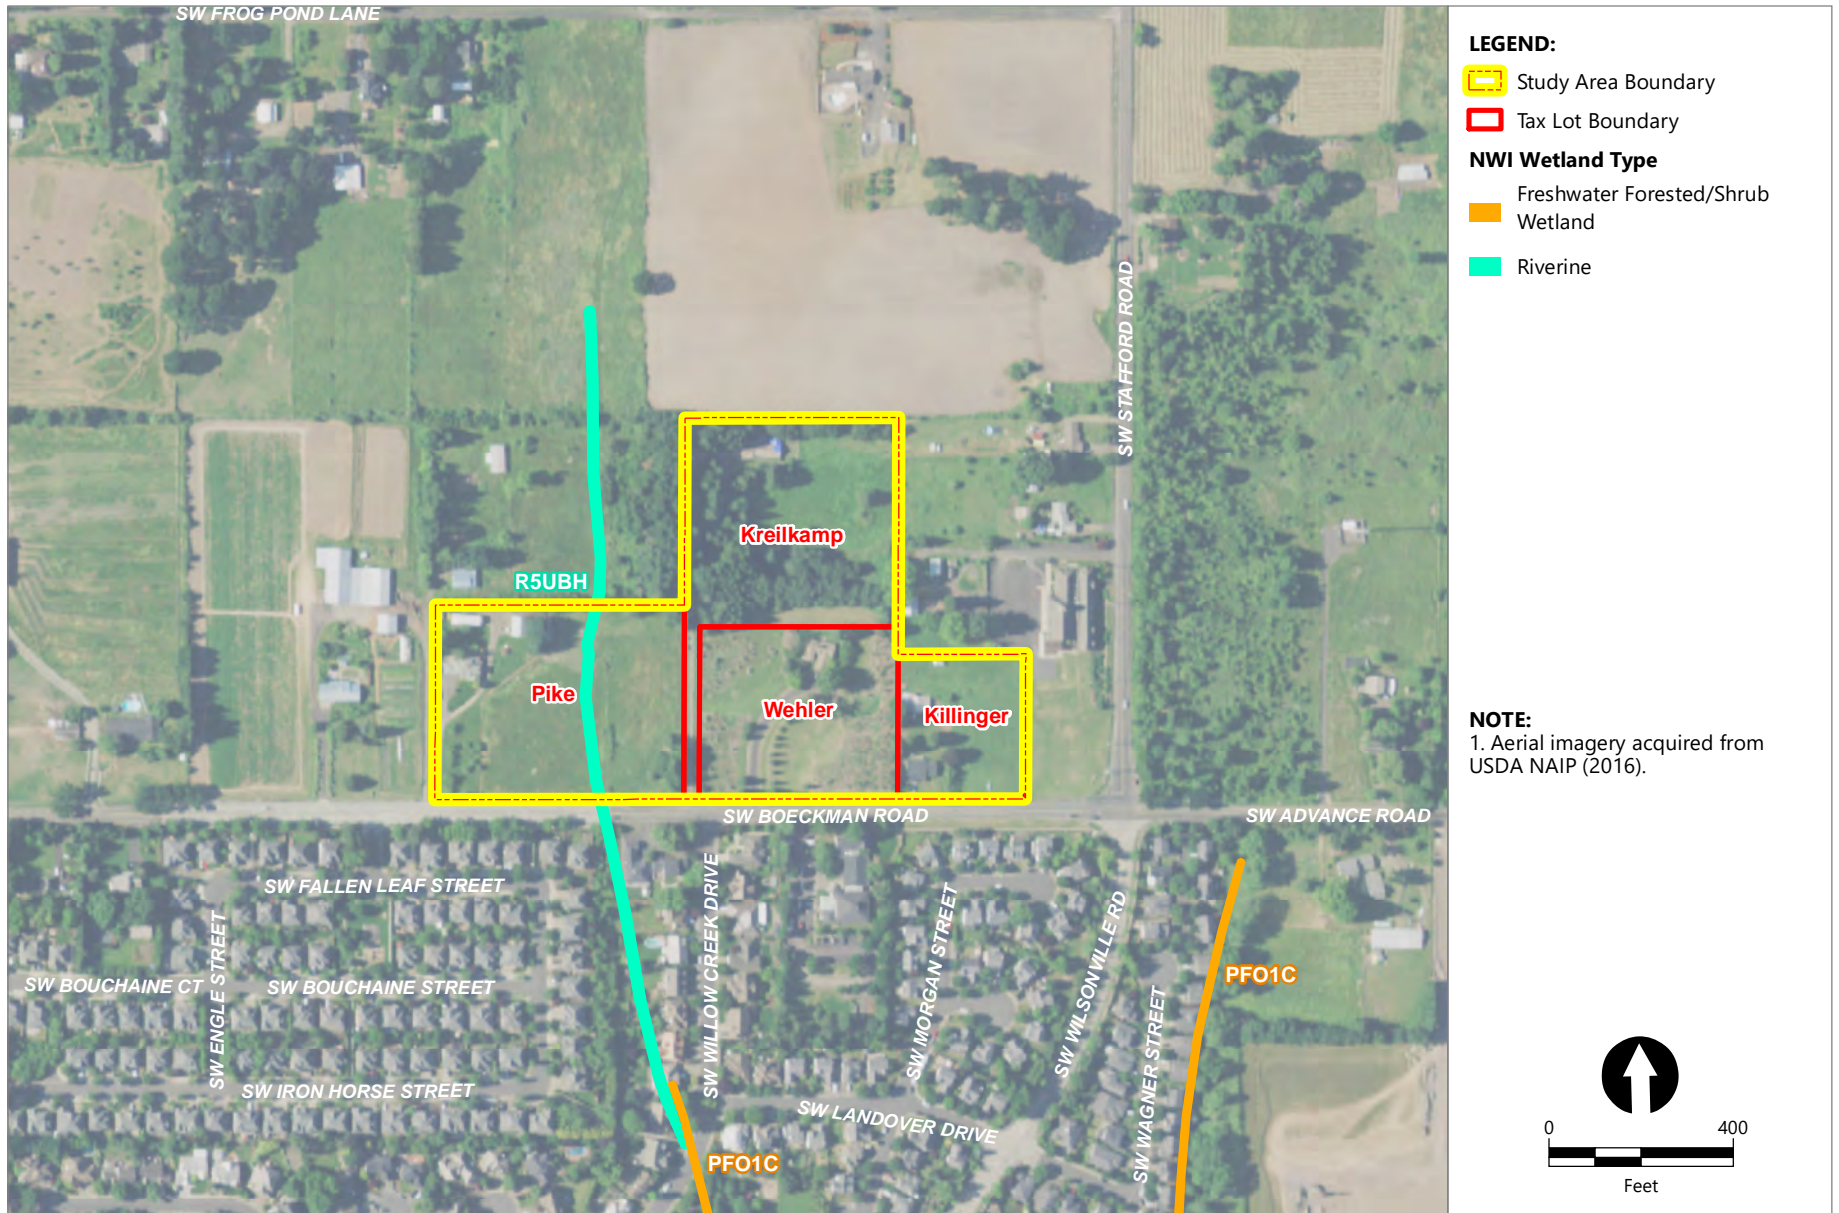 SW FROG POND LANE
SW STAFFORD ROAD
Kreilkamp
R5UBH
Pike
Wehler
Killinger
SW BOECKMAN ROAD
SW ADVANCE ROAD
SW FALLEN LEAF STREET
SW ENGLE STREET
SW BOUCHAINE CT
SW BOUCHAINE STREET
SW IRON HORSE STREET
SW WILLOW CREEK DRIVE
SW MORGAN STREET
SW WILSONVILLE RD
SW WAGNER STREET
SW LANDOVER DRIVE
PFO1C
PFO1C
LEGEND:
Study Area Boundary
Tax Lot Boundary
NWI Wetland Type
Freshwater Forested/Shrub
Wetland
Riverine
NOTE:
1. Aerial imagery acquired from
USDA NAIP (2016).
0 400
Feet